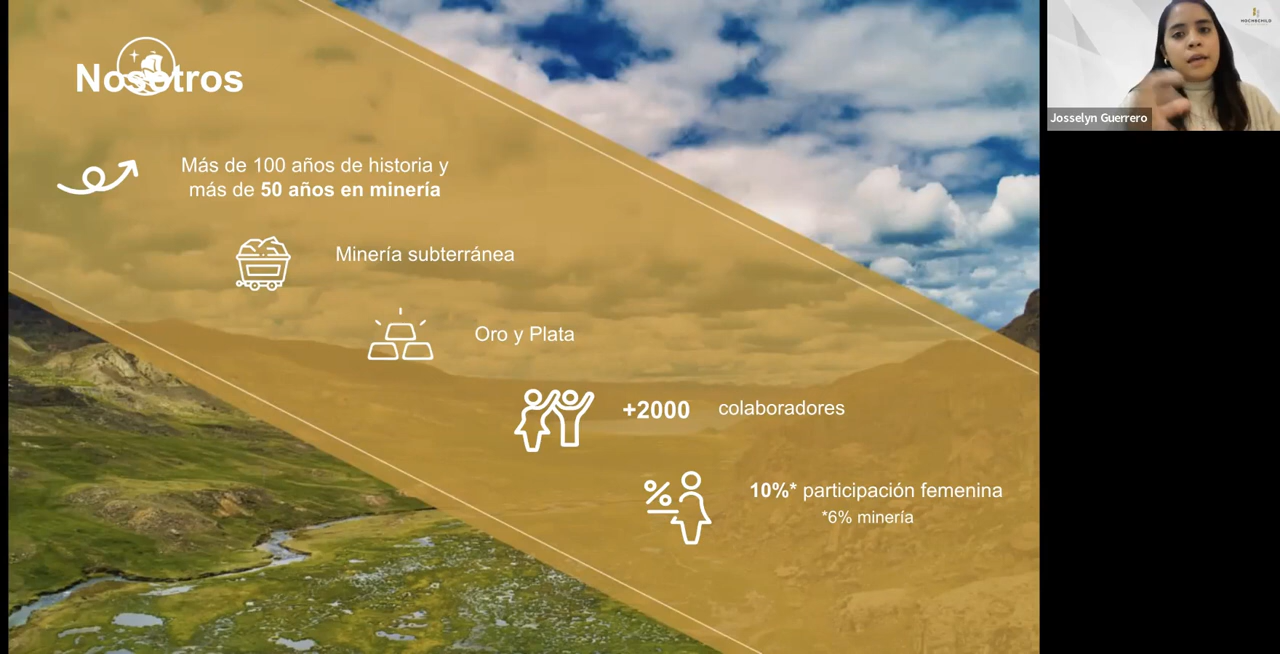 Nosotros
Más de 100 años de historia y
más de 50 años en minería
Minería subterránea
Oro y Plata
+2000 colaboradores
10%* participación femenina
*6% minería
HOCHSCHILD
Josselyn Guerrero